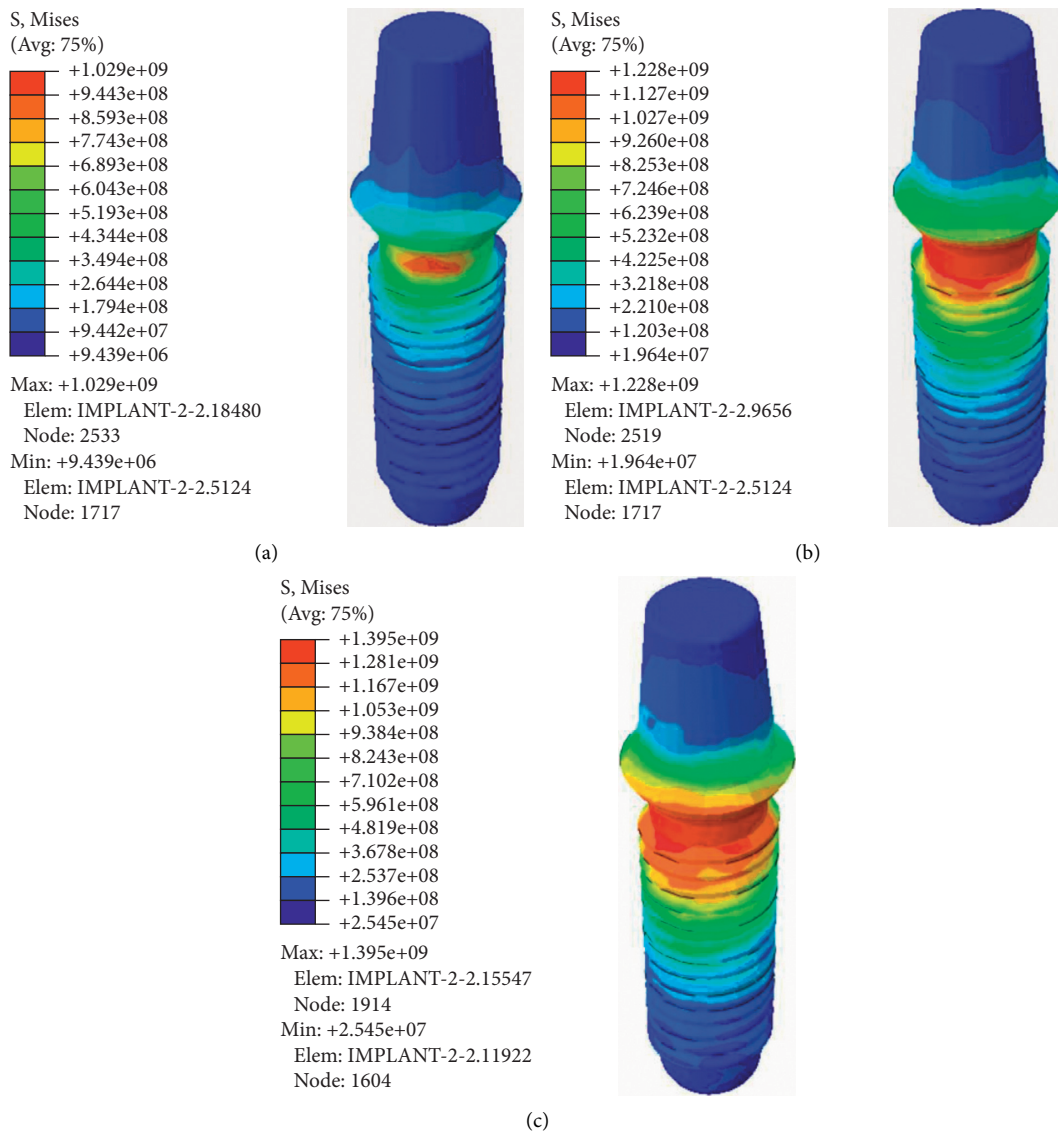 S, Mises
(Avg: 75%)
+1.029e+09
+9.443e+08
+8.593e+08
+7.743e+08
+6.893e+08
+6.043e+08
+5.193e+08
+4.344e+08
+3.494e+08
+2.644e+08
+1.794e+08
+9.442e+07
+9.439e+06
Max: +1.029e+09
Elem: IMPLANT-2-2.18480
Node: 2533
Min: +9.439e+06
Elem: IMPLANT-2-2.5124
Node: 1717
(a)
S, Mises
(Avg: 75%)
+1.228e+09
+1.127e+09
+1.027e+09
+9.260e+08
+8.253e+08
+7.246e+08
+6.239e+08
+5.232e+08
+4.225e+08
+3.218e+08
+2.210e+08
+1.203e+08
+1.964e+07
Max: +1.228e+09
Elem: IMPLANT-2-2.9656
Node: 2519
Min: +1.964e+07
Elem: IMPLANT-2-2.5124
Node: 1717
(b)
S, Mises
(Avg: 75%)
+1.395e+09
+1.281e+09
+1.167e+09
+1.053e+09
+9.384e+08
+8.243e+08
+7.102e+08
+5.961e+08
+4.819e+08
+3.678e+08
+2.537e+08
+1.396e+08
+2.545e+07
Max: +1.395e+09
Elem: IMPLANT-2-2.15547
Node: 1914
Min: +2.545e+07
Elem: IMPLANT-2-2.11922
Node: 1604
(c)